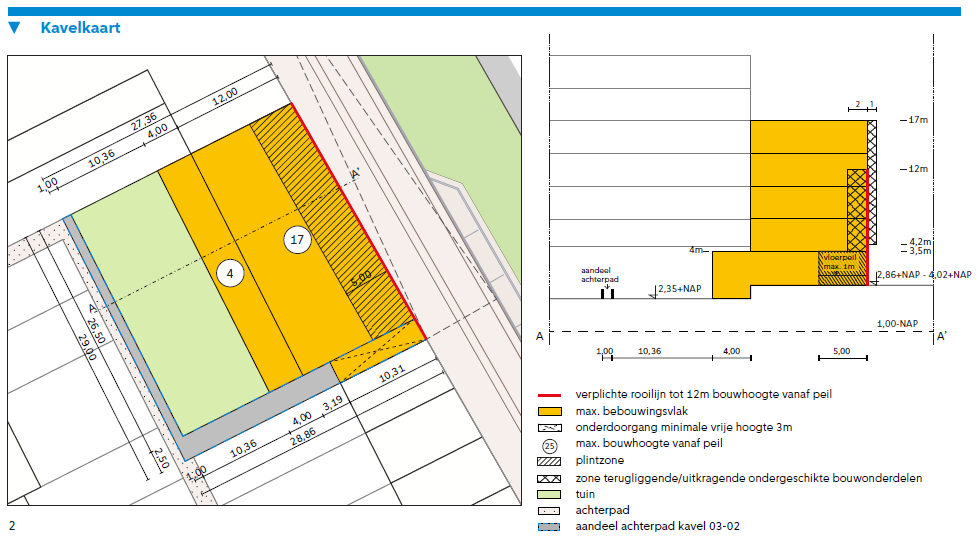 ▼ Kavelkaart
12,00
27,36
4,00
10,36
1,00
A'
17
4
5,00
A
26,50
29,00
10,31
3,19
4,00
28,86
10,36
2,50
1,00
2 1
17m
12m
4,2m
4m
3,5m
vloerpeil
max. 1m
aandeel
achterpad
2,86+NAP - 4,02+NAP
2,35+NAP
1,00-NAP
A A'
1,00 10,36 4,00 5,00
verplichte rooilijn tot 12m bouwhoogte vanaf peil
max. bebouwingsvlak
onderdoorgang minimale vrije hoogte 3m
25 max. bouwhoogte vanaf peil
plintzone
zone terugliggende/uitkragende ondergeschikte bouwonderdelen
tuin
achterpad
aandeel achterpad kavel 03-02
2